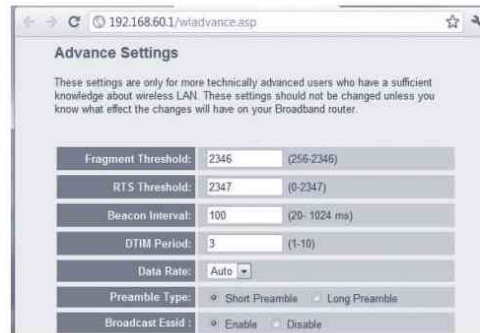 192.168.60.1/wladvance.asp
Advance Settings
These settings are only for more technically advanced users who have a sufficient
knowledge about wireless LAN. These settings should not be changed unless you
know what effect the changes will have on your Broadband router.
Fragment Threshold: 2346 (256-2346)
RTS Threshold: 2347 (0-2347)
Beacon Interval: 100 (20- 1024 ms)
DTIM Period: 3 (1-10)
Data Rate: Auto
Preamble Type: Short Preamble Long Preamble
Broadcast Essid : Enable Disable